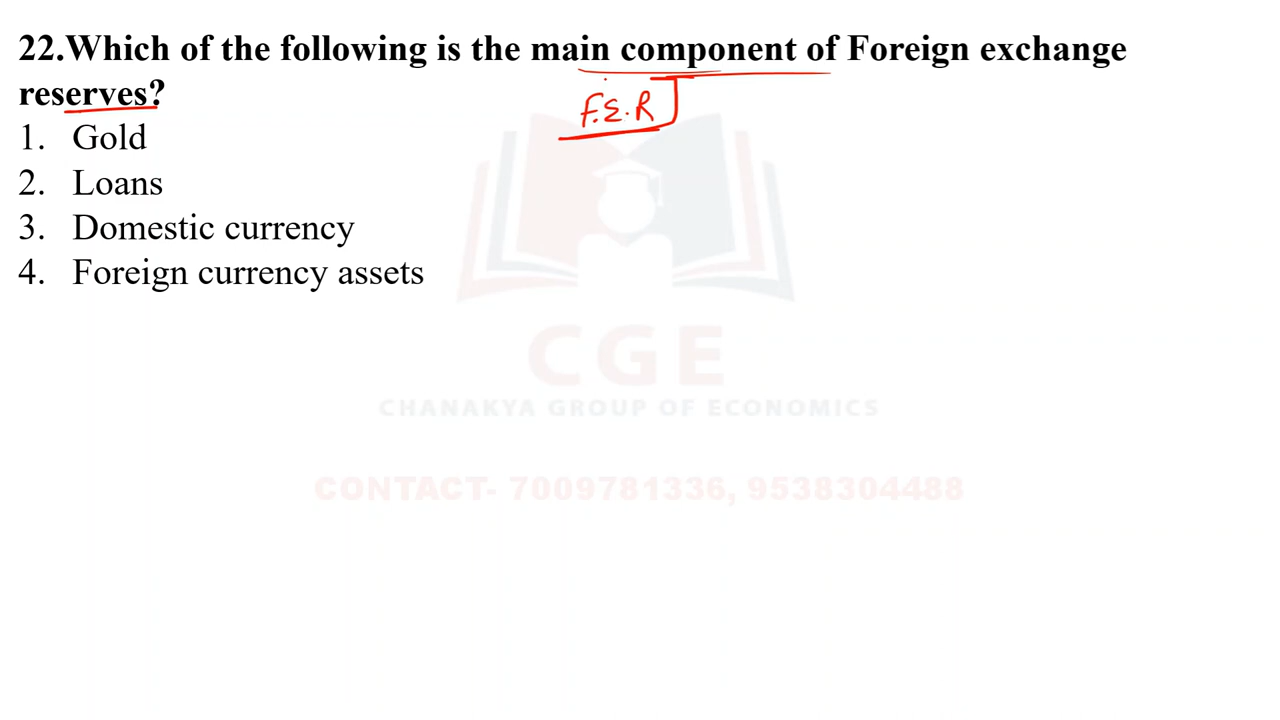 22.Which of the following is the main component of Foreign exchange
reserves?
F.E.R
1. Gold
2. Loans
3. Domestic currency
4. Foreign currency assets
CGE
CHANAKYA GROUP OF ECONOMICS
CONTACT- 7009781336, 9538304488